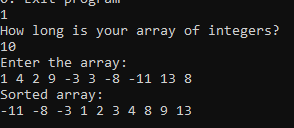 6. Exit program
1
How long is your array of integers?
10
Enter the array:
1 4 2 9 -3 3 -8 -11 13 8
Sorted array:
-11 -8 -3 1 2 3 4 8 9 13